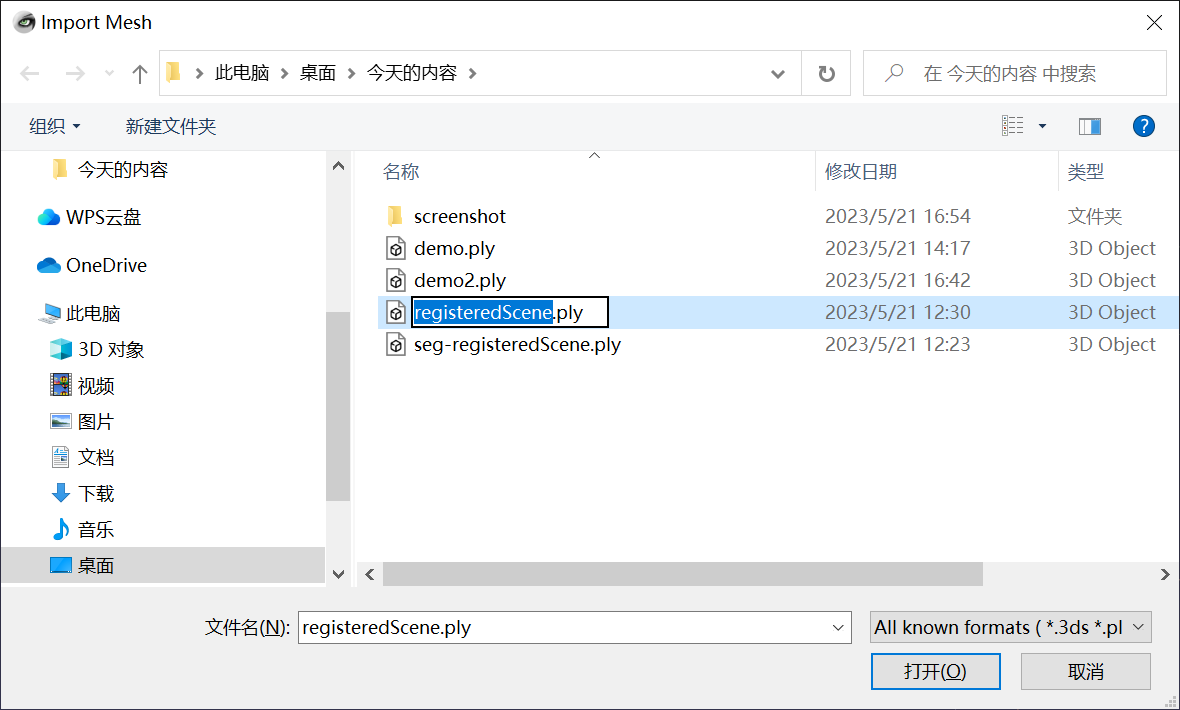 Import Mesh
此电脑 桌面 今天的内容
在 今天的内容 中搜索
组织 新建文件夹
?
今天的内容
WPS云盘
OneDrive
此电脑
3D 对象
视频
图片
文档
下载
音乐
桌面
名称 修改日期 类型
screenshot 2023/5/21 16:54 文件夹
demo.ply 2023/5/21 14:17 3D Object
demo2.ply 2023/5/21 16:42 3D Object
registeredScene.ply 2023/5/21 12:30 3D Object
seg-registeredScene.ply 2023/5/21 12:23 3D Object
文件名(N): registeredScene.ply All known formats ( *.3ds *.pl
打开(O) 取消